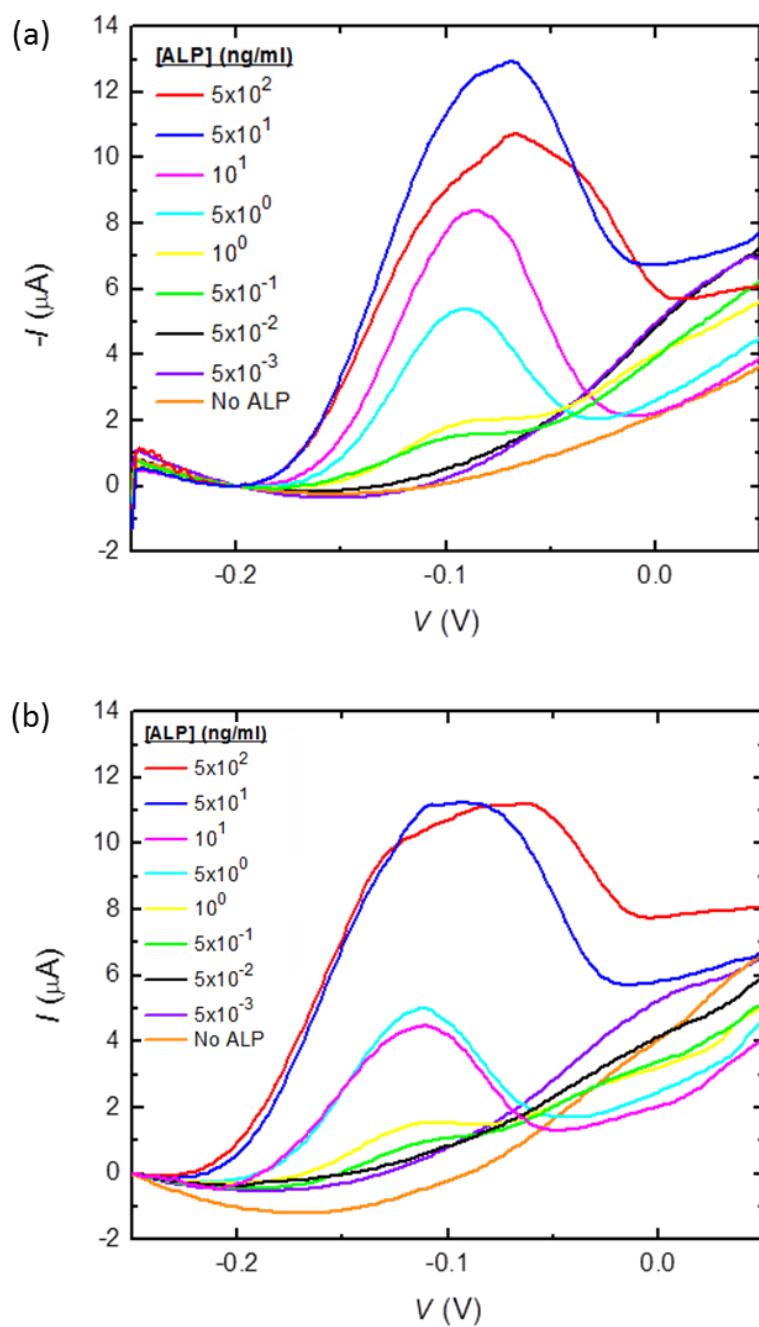 (a)
14
12
10
8
6
4
2
0
-2
-I (μA)
[ALP] (ng/ml)
5x10²
5x10¹
10¹
5x10⁰
10⁰
5x10⁻¹
5x10⁻²
5x10⁻³
No ALP
-0.2 -0.1 0.0
V (V)
(b)
14
12
10
8
6
4
2
0
-2
I (μA)
[ALP] (ng/ml)
5x10²
5x10¹
10¹
5x10⁰
10⁰
5x10⁻¹
5x10⁻²
5x10⁻³
No ALP
-0.2 -0.1 0.0
V (V)